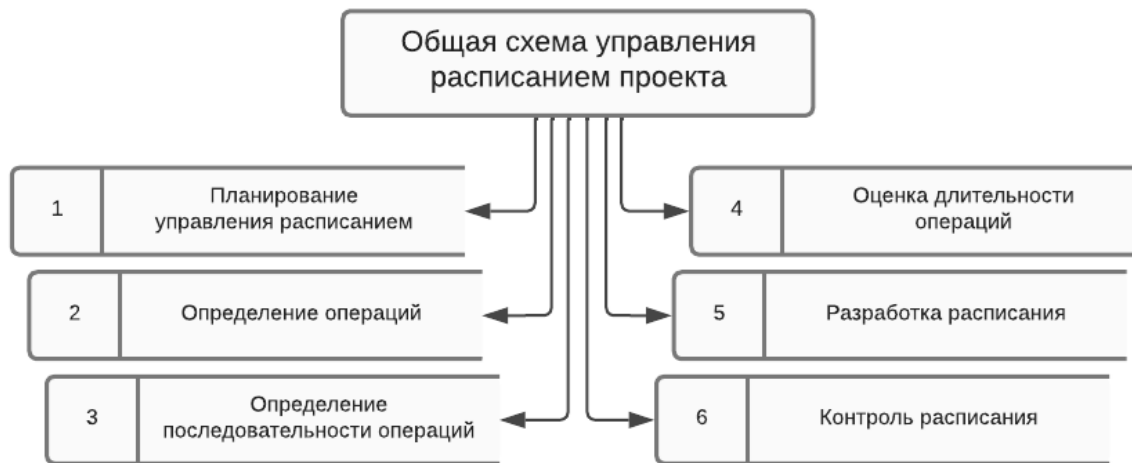 Общая схема управления
расписанием проекта
1
Планирование
управления расписанием
2
Определение операций
3
Определение
последовательности операций
4
Оценка длительности
операций
5
Разработка расписания
6
Контроль расписания